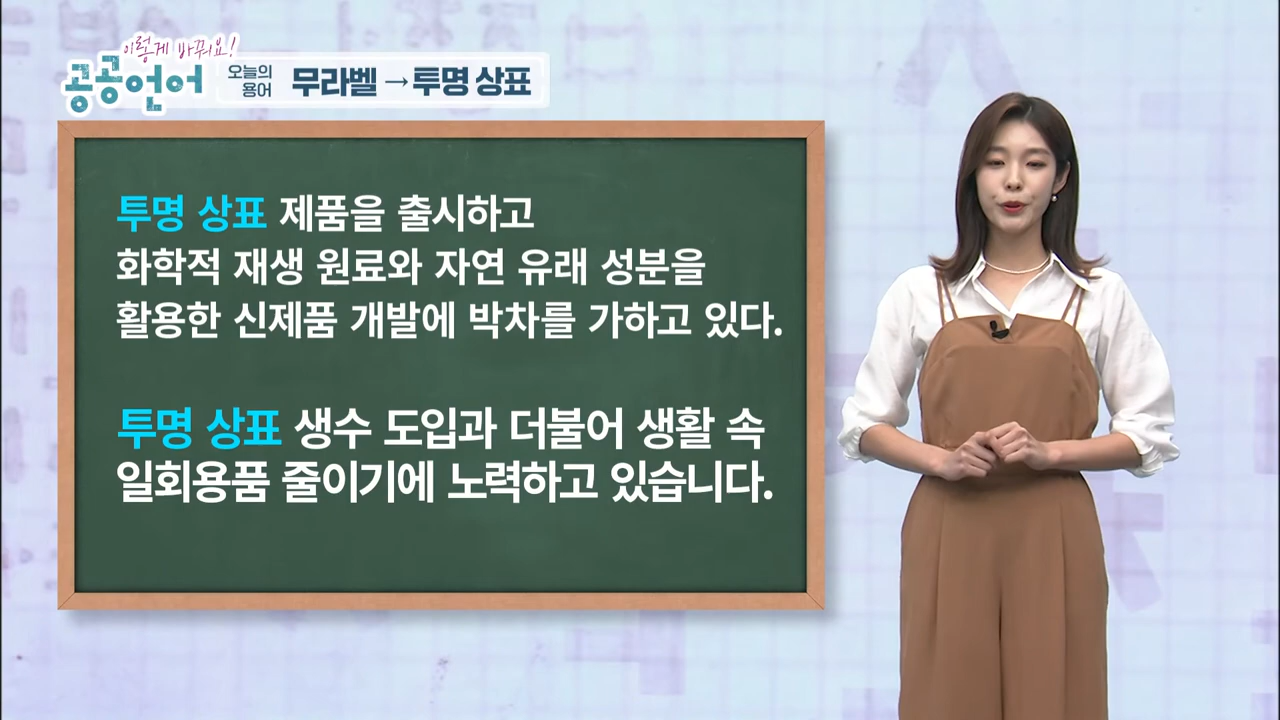 이렇게 바꿔요!
공공언어
오늘의 용어
무라벨→투명 상표
투명 상표 제품을 출시하고
화학적 재생 원료와 자연 유래 성분을
활용한 신제품 개발에 박차를 가하고 있다.
투명 상표 생수 도입과 더불어 생활 속
일회용품 줄이기에 노력하고 있습니다.